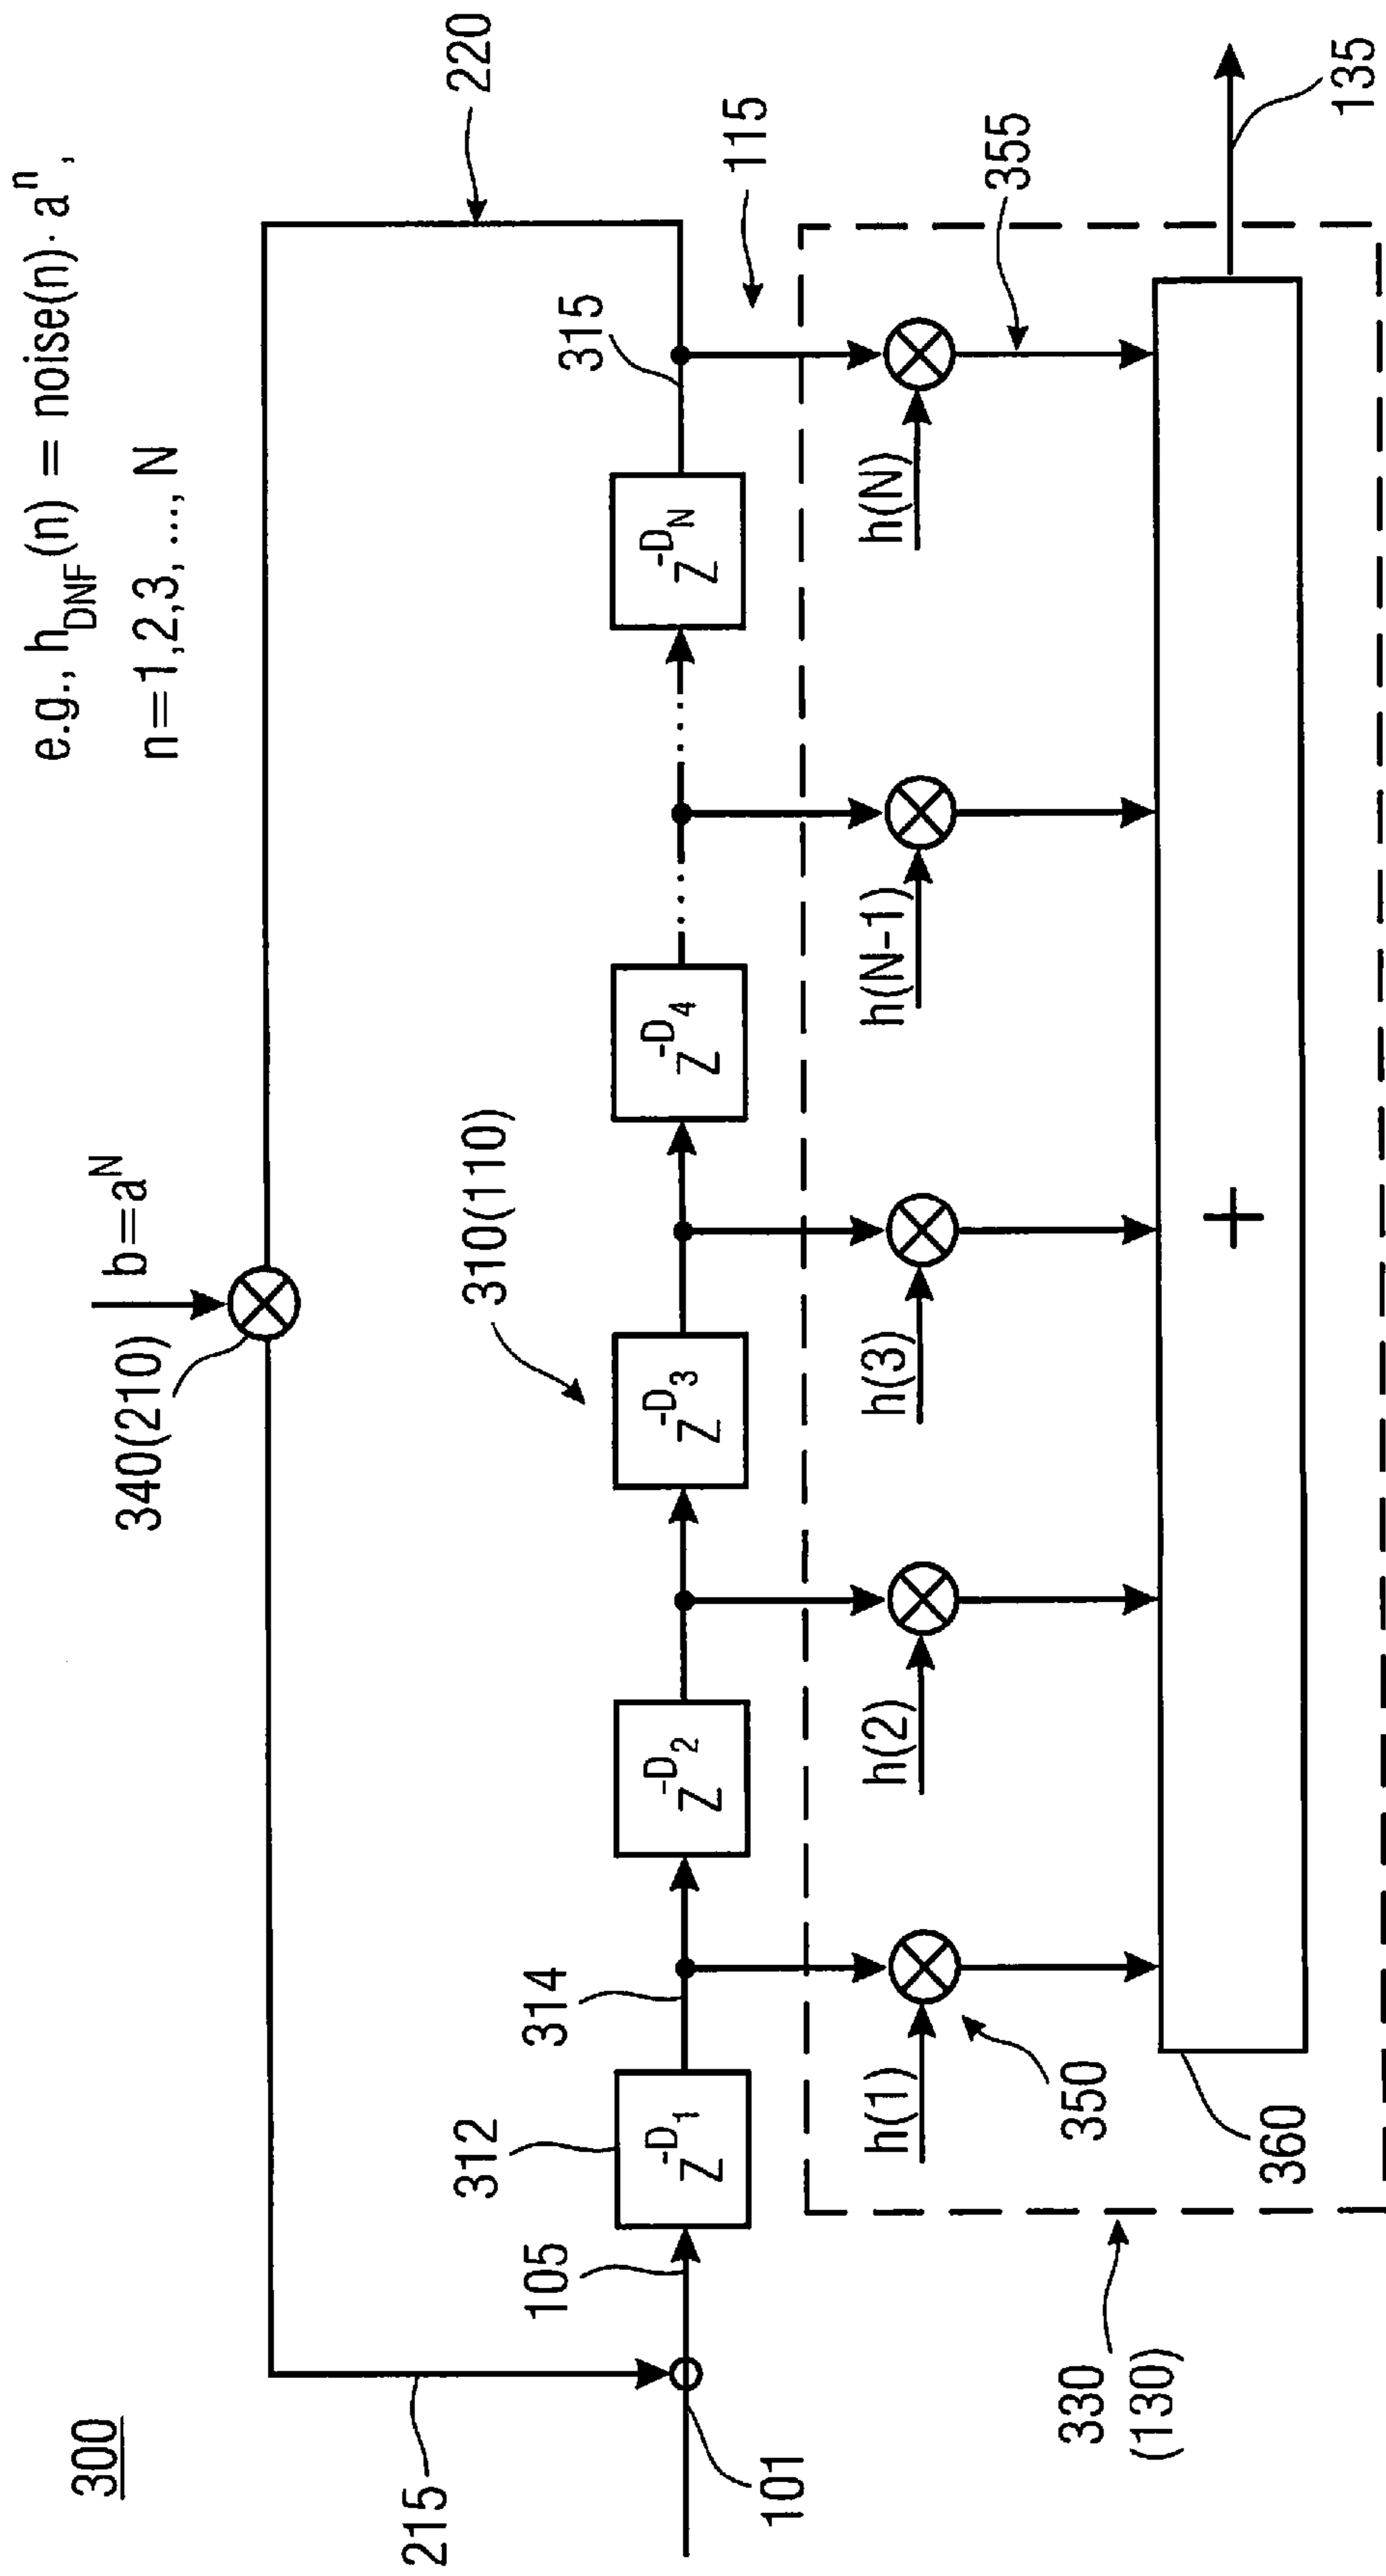 300
e.g., h_DNF(n) = noise(n)· a^n,
n=1,2,3, ..., N
b=a^N
340(210)
220
215
310(110)
315
115
314
312
105
101
z^-D_1
z^-D_2
z^-D_3
z^-D_4
z^-D_N
h(1)
h(2)
h(3)
h(N-1)
h(N)
350
355
+
360
135
330
(130)